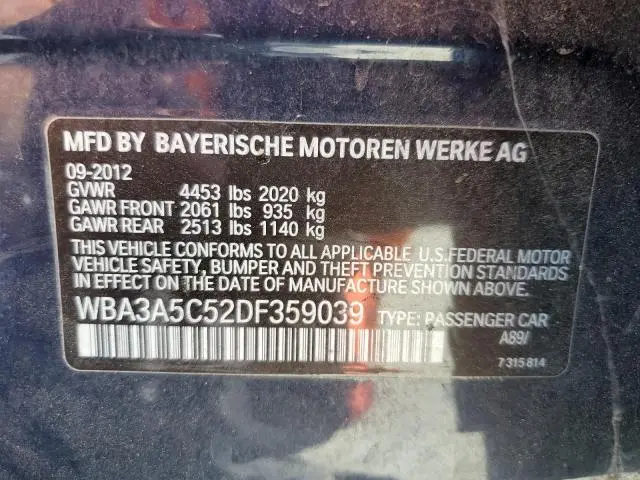 MFD BY BAYERISCHE MOTOREN WERKE AG
09-2012
GVWR 4453 lbs 2020 kg
GAWR FRONT 2061 lbs 935 kg
GAWR REAR 2513 lbs 1140 kg
THIS VEHICLE CONFORMS TO ALL APPLICABLE U.S.FEDERAL MOTOR
VEHICLE SAFETY, BUMPER AND THEFT PREVENTION STANDARDS
IN EFFECT ON THE DATE OF MANUFACTURE SHOWN ABOVE.
WBA3A5C52DF359039 TYPE: PASSENGER CAR
A89/
7 315 814